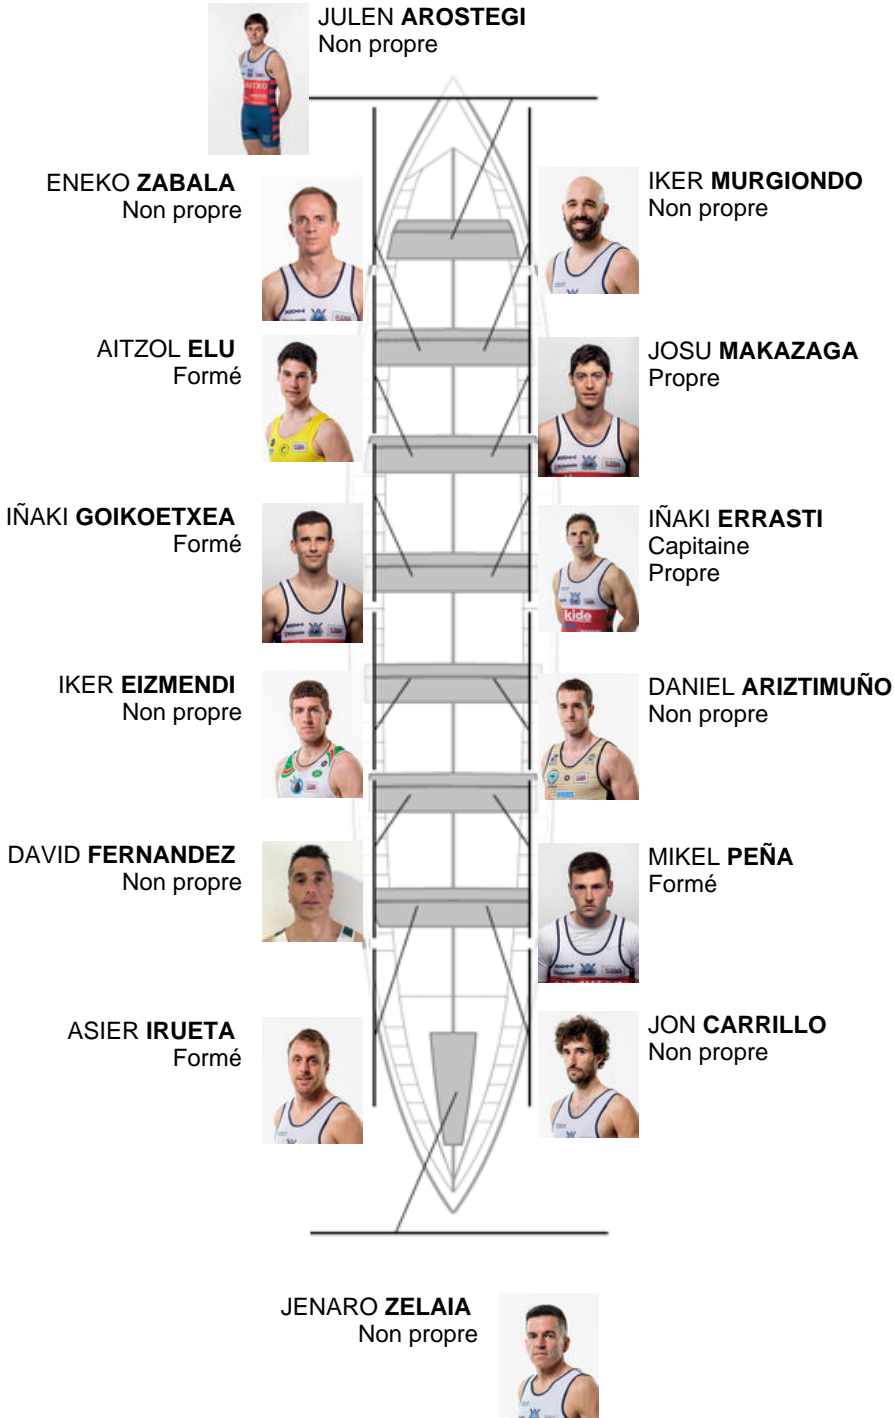 JULEN AROSTEGI
Non propre
ENEKO ZABALA
Non propre
IKER MURGIONDO
Non propre
AITZOL ELU
Formé
JOSU MAKAZAGA
Propre
IÑAKI GOIKOETXEA
Formé
IÑAKI ERRASTI
Capitaine
Propre
kide
IKER EIZMENDI
Non propre
DANIEL ARIZTIMUÑO
Non propre
DAVID FERNANDEZ
Non propre
MIKEL PEÑA
Formé
ASIER IRUETA
Formé
JON CARRILLO
Non propre
JENARO ZELAIA
Non propre